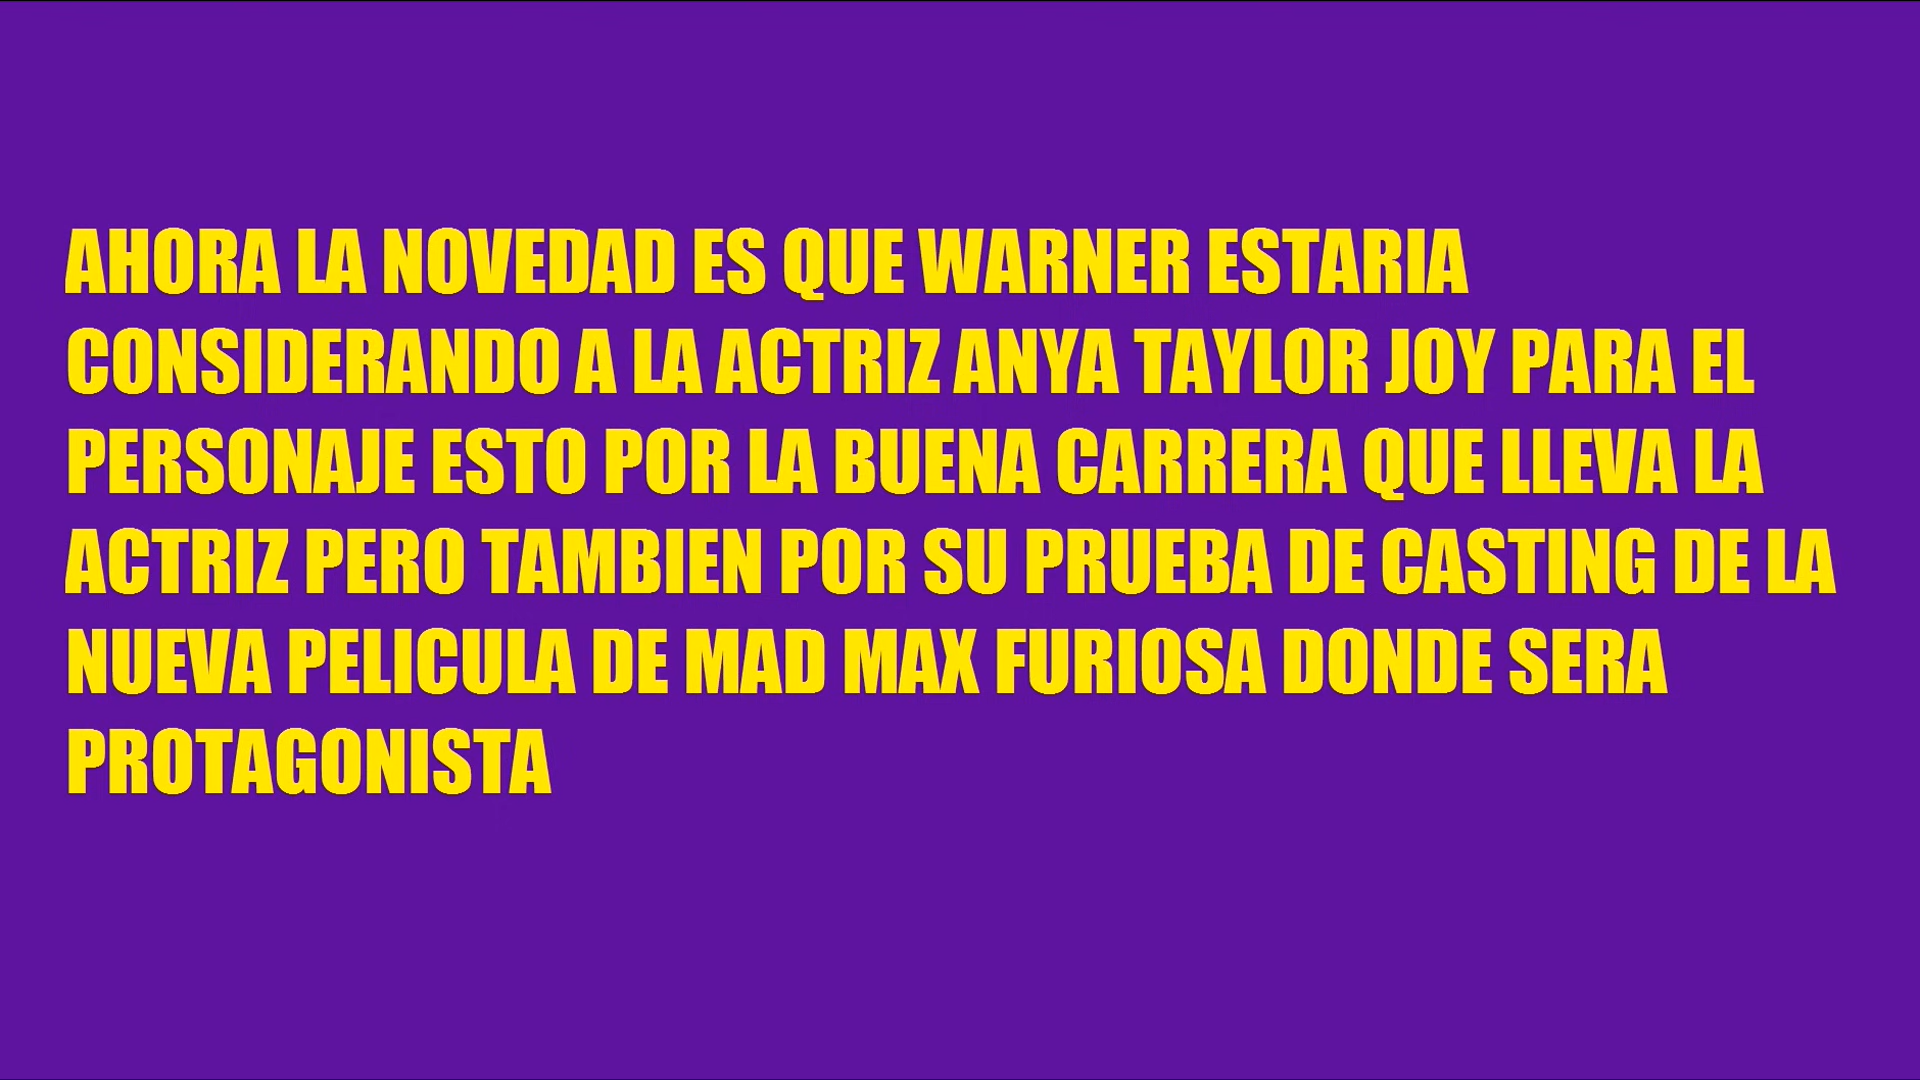 AHORA LA NOVEDAD ES QUE WARNER ESTARIA
CONSIDERANDO A LA ACTRIZ ANYA TAYLOR JOY PARA EL
PERSONAJE ESTO POR LA BUENA CARRERA QUE LLEVA LA
ACTRIZ PERO TAMBIEN POR SU PRUEBA DE CASTING DE LA
NUEVA PELICULA DE MAD MAX FURIOSA DONDE SERA
PROTAGONISTA